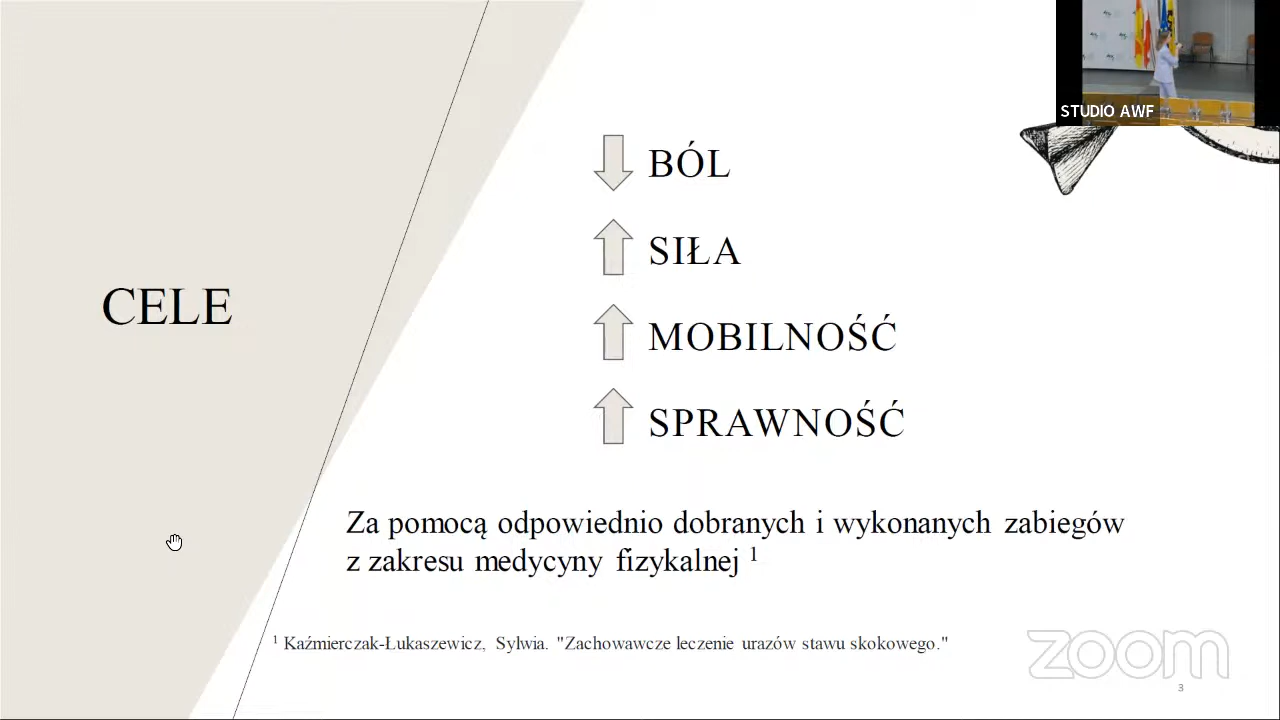 STUDIO AWF
BÓL
SIŁA
MOBILNOŚĆ
SPRAWNOŚĆ
CELE
Za pomocą odpowiednio dobranych i wykonanych zabiegów
z zakresu medycyny fizykalnej ¹
¹ Kaźmierczak-Łukaszewicz, Sylwia. "Zachowawcze leczenie urazów stawu skokowego."
zoom
3